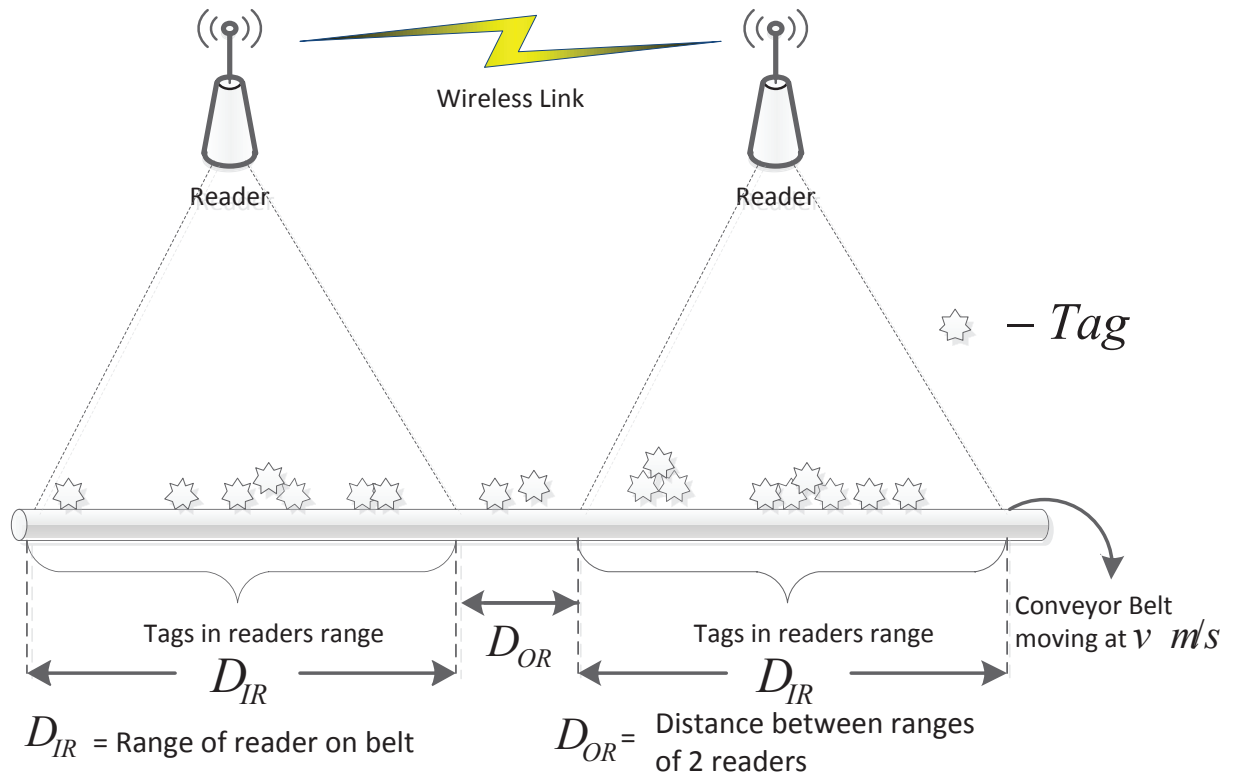 Wireless Link
Reader
Reader
– Tag
Tags in readers range
D_OR
Tags in readers range
Conveyor Belt
moving at v m/s
D_IR
D_IR
D_IR = Range of reader on belt
D_OR = Distance between ranges
of 2 readers